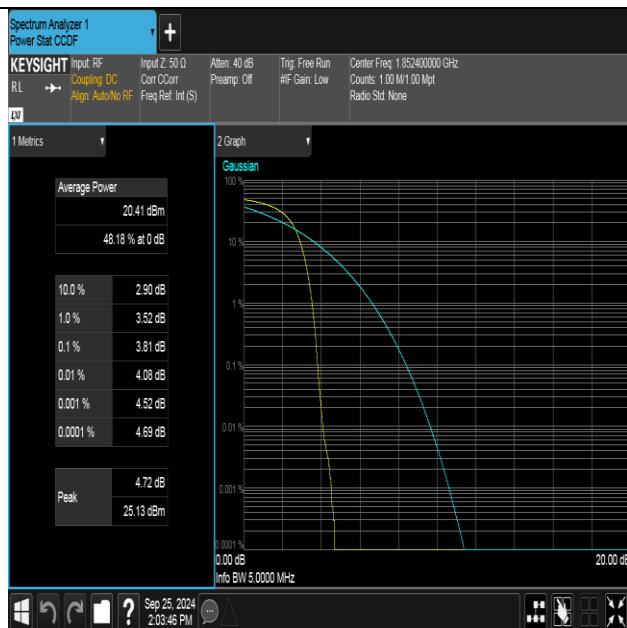 Spectrum Analyzer 1
Power Stat CCDF
+
KEYSIGHT
RL
LXI
Input: RF
Coupling: DC
Align: Auto/No RF
Input Z: 50 Ω
Corr CCorr
Freq Ref: Int (S)
Atten: 40 dB
Preamp: Off
Trig: Free Run
#IF Gain: Low
Center Freq: 1.852400000 GHz
Counts: 1.00 M/1.00 Mpt
Radio Std: None
1 Metrics
Average Power
20.41 dBm
48.18 % at 0 dB
10.0 % 2.90 dB
1.0 % 3.52 dB
0.1 % 3.81 dB
0.01 % 4.08 dB
0.001 % 4.52 dB
0.0001 % 4.69 dB
Peak
4.72 dB
25.13 dBm
2 Graph
Gaussian
100 %
10 %
1 %
0.1 %
0.01 %
0.001 %
0.0001 %
0.00 dB 20.00 dB
Info BW 5.0000 MHz
?
Sep 25, 2024
2:03:46 PM